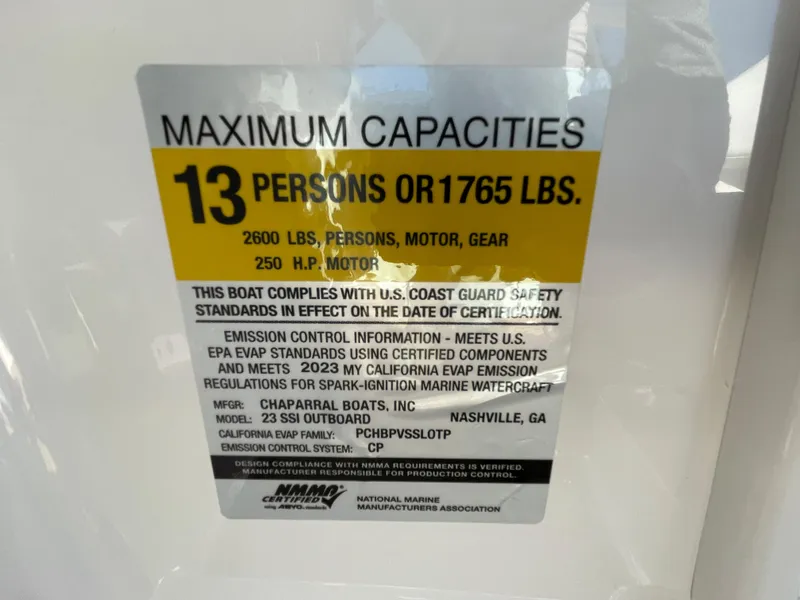 MAXIMUM CAPACITIES
13 PERSONS OR 1765 LBS.
2600 LBS, PERSONS, MOTOR, GEAR
250 H.P. MOTOR
THIS BOAT COMPLIES WITH U.S. COAST GUARD SAFETY
STANDARDS IN EFFECT ON THE DATE OF CERTIFICATION.
EMISSION CONTROL INFORMATION - MEETS U.S.
EPA EVAP STANDARDS USING CERTIFIED COMPONENTS
AND MEETS 2023 MY CALIFORNIA EVAP EMISSION
REGULATIONS FOR SPARK-IGNITION MARINE WATERCRAFT
MFGR: CHAPARRAL BOATS, INC
MODEL: 23 SSI OUTBOARD NASHVILLE, GA
CALIFORNIA EVAP FAMILY: PCHBPVSSLOTP
EMISSION CONTROL SYSTEM: CP
DESIGN COMPLIANCE WITH NMMA REQUIREMENTS IS VERIFIED.
MANUFACTURER RESPONSIBLE FOR PRODUCTION CONTROL.
NMMA
CERTIFIED
using ABYC standards
NATIONAL MARINE
MANUFACTURERS ASSOCIATION